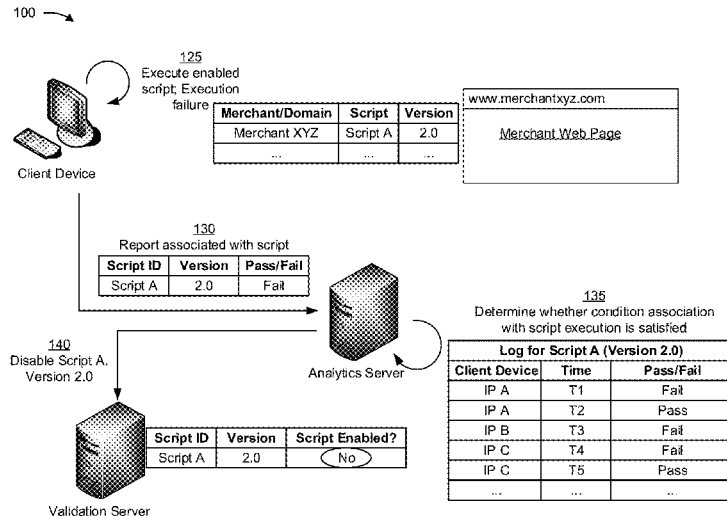 100
125
Execute enabled
script; Execution
failure
Client Device
Merchant/Domain Script Version
Merchant XYZ Script A 2.0
... ... ...
www.merchantxyz.com
Merchant Web Page
130
Report associated with script
Script ID Version Pass/Fail
Script A 2.0 Fail
Analytics Server
135
Determine whether condition association
with script execution is satisfied
Log for Script A (Version 2.0)
Client Device Time Pass/Fail
IP A T1 Fail
IP A T2 Pass
IP B T3 Fail
IP C T4 Fail
IP C T5 Pass
... ... ...
140
Disable Script A,
Version 2.0
Script ID Version Script Enabled?
Script A 2.0 No
Validation Server